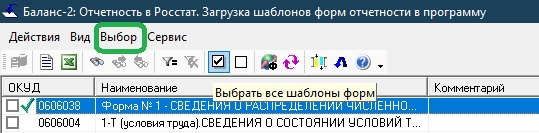 Баланс-2: Отчетность в Росстат. Загрузка шаблонов форм отчетности в программу
Действия Вид Выбор Сервис
Выбрать все шаблоны форм
ОКУД Наименование Комментарий
0606038 Форма № 1 - СВЕДЕНИЯ О РАСПРЕДЕЛЕНИИ ЧИСЛЕННО...
0606004 1-Т (условия труда).СВЕДЕНИЯ О СОСТОЯНИИ УСЛОВИЙ Т...